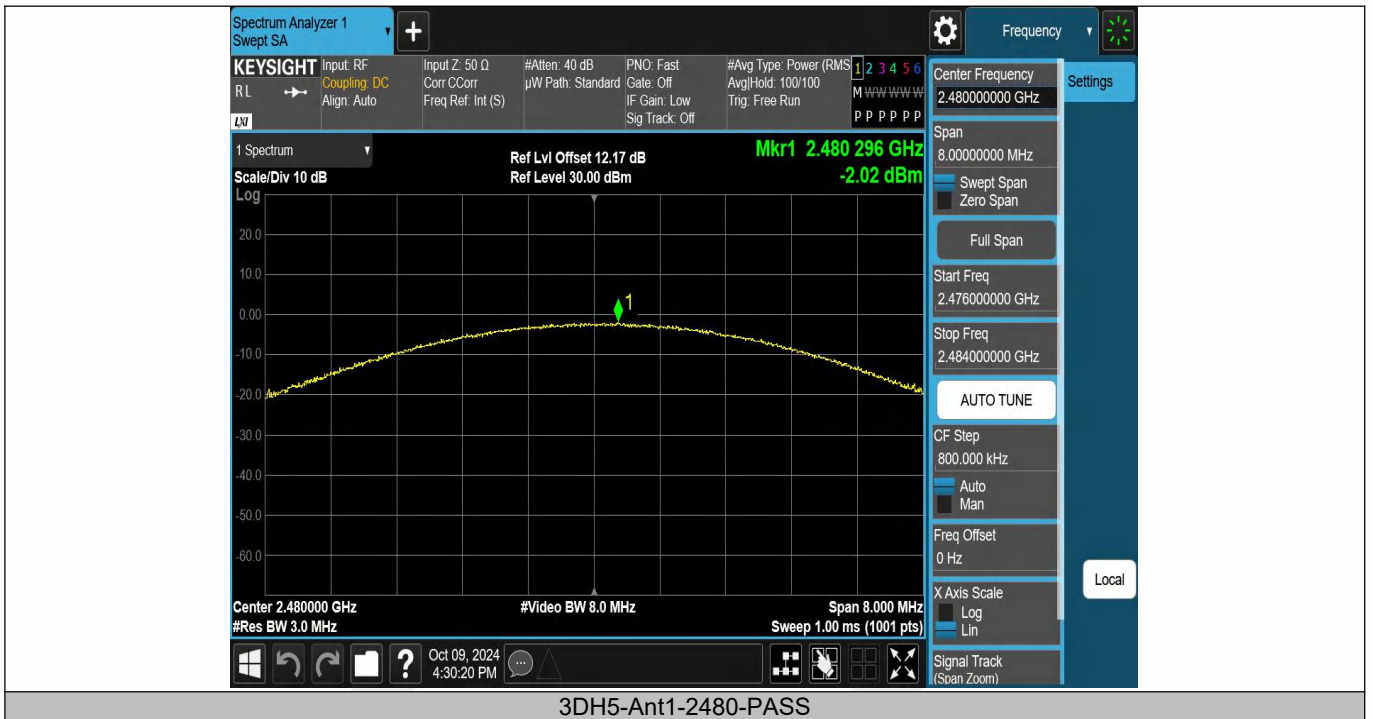 Spectrum Analyzer 1
Swept SA
+
Frequency
KEYSIGHT
RL
LXI
Input: RF
Coupling: DC
Align: Auto
Input Z: 50 Ω
Corr CCorr
Freq Ref: Int (S)
#Atten: 40 dB
µW Path: Standard
PNO: Fast
Gate: Off
IF Gain: Low
Sig Track: Off
#Avg Type: Power (RMS
Avg|Hold: 100/100
Trig: Free Run
1 2 3 4 5 6
M W W W W W
P P P P P P
1 Spectrum
Scale/Div 10 dB
Ref Lvl Offset 12.17 dB
Ref Level 30.00 dBm
Mkr1 2.480 296 GHz
-2.02 dBm
Log
20.0
10.0
0.00
-10.0
-20.0
-30.0
-40.0
-50.0
-60.0
1
Center 2.480000 GHz
#Res BW 3.0 MHz
#Video BW 8.0 MHz
Span 8.000 MHz
Sweep 1.00 ms (1001 pts)
Center Frequency
2.480000000 GHz
Settings
Span
8.00000000 MHz
Swept Span
Zero Span
Full Span
Start Freq
2.476000000 GHz
Stop Freq
2.484000000 GHz
AUTO TUNE
CF Step
800.000 kHz
Auto
Man
Freq Offset
0 Hz
X Axis Scale
Log
Lin
Signal Track
(Span Zoom)
Local
?
Oct 09, 2024
4:30:20 PM
3DH5-Ant1-2480-PASS